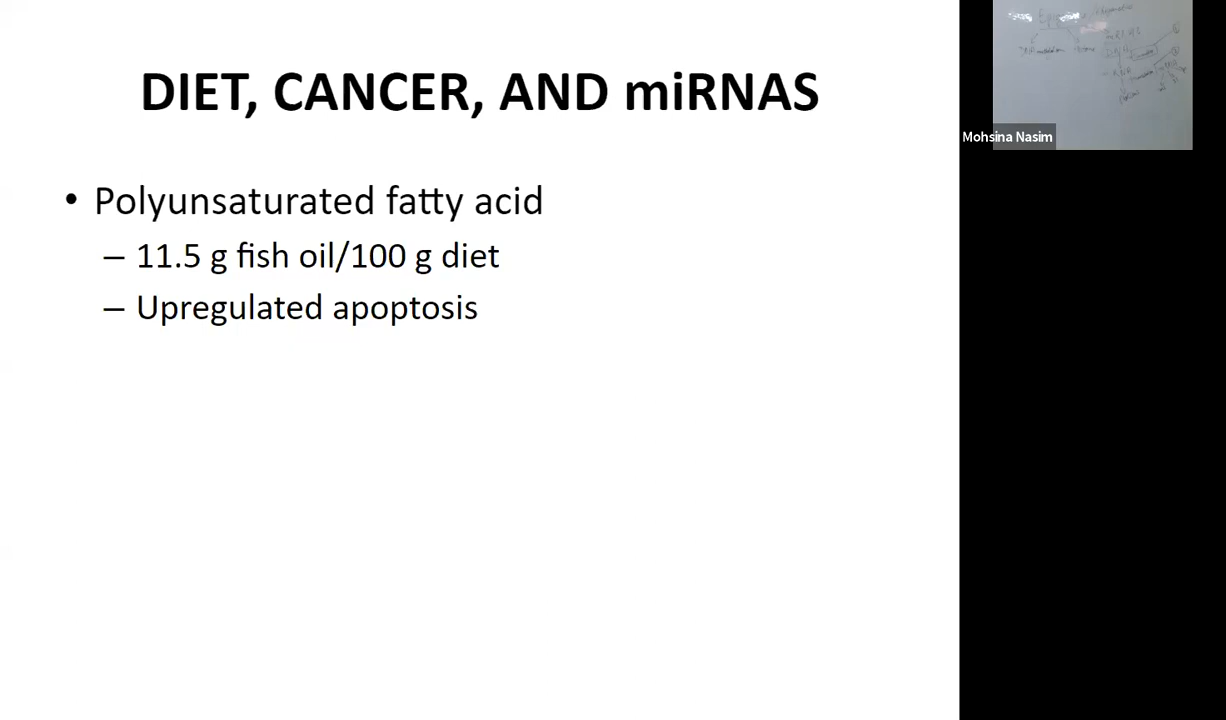 DIET, CANCER, AND miRNAS
• Polyunsaturated fatty acid
– 11.5 g fish oil/100 g diet
– Upregulated apoptosis
Mohsina Nasim